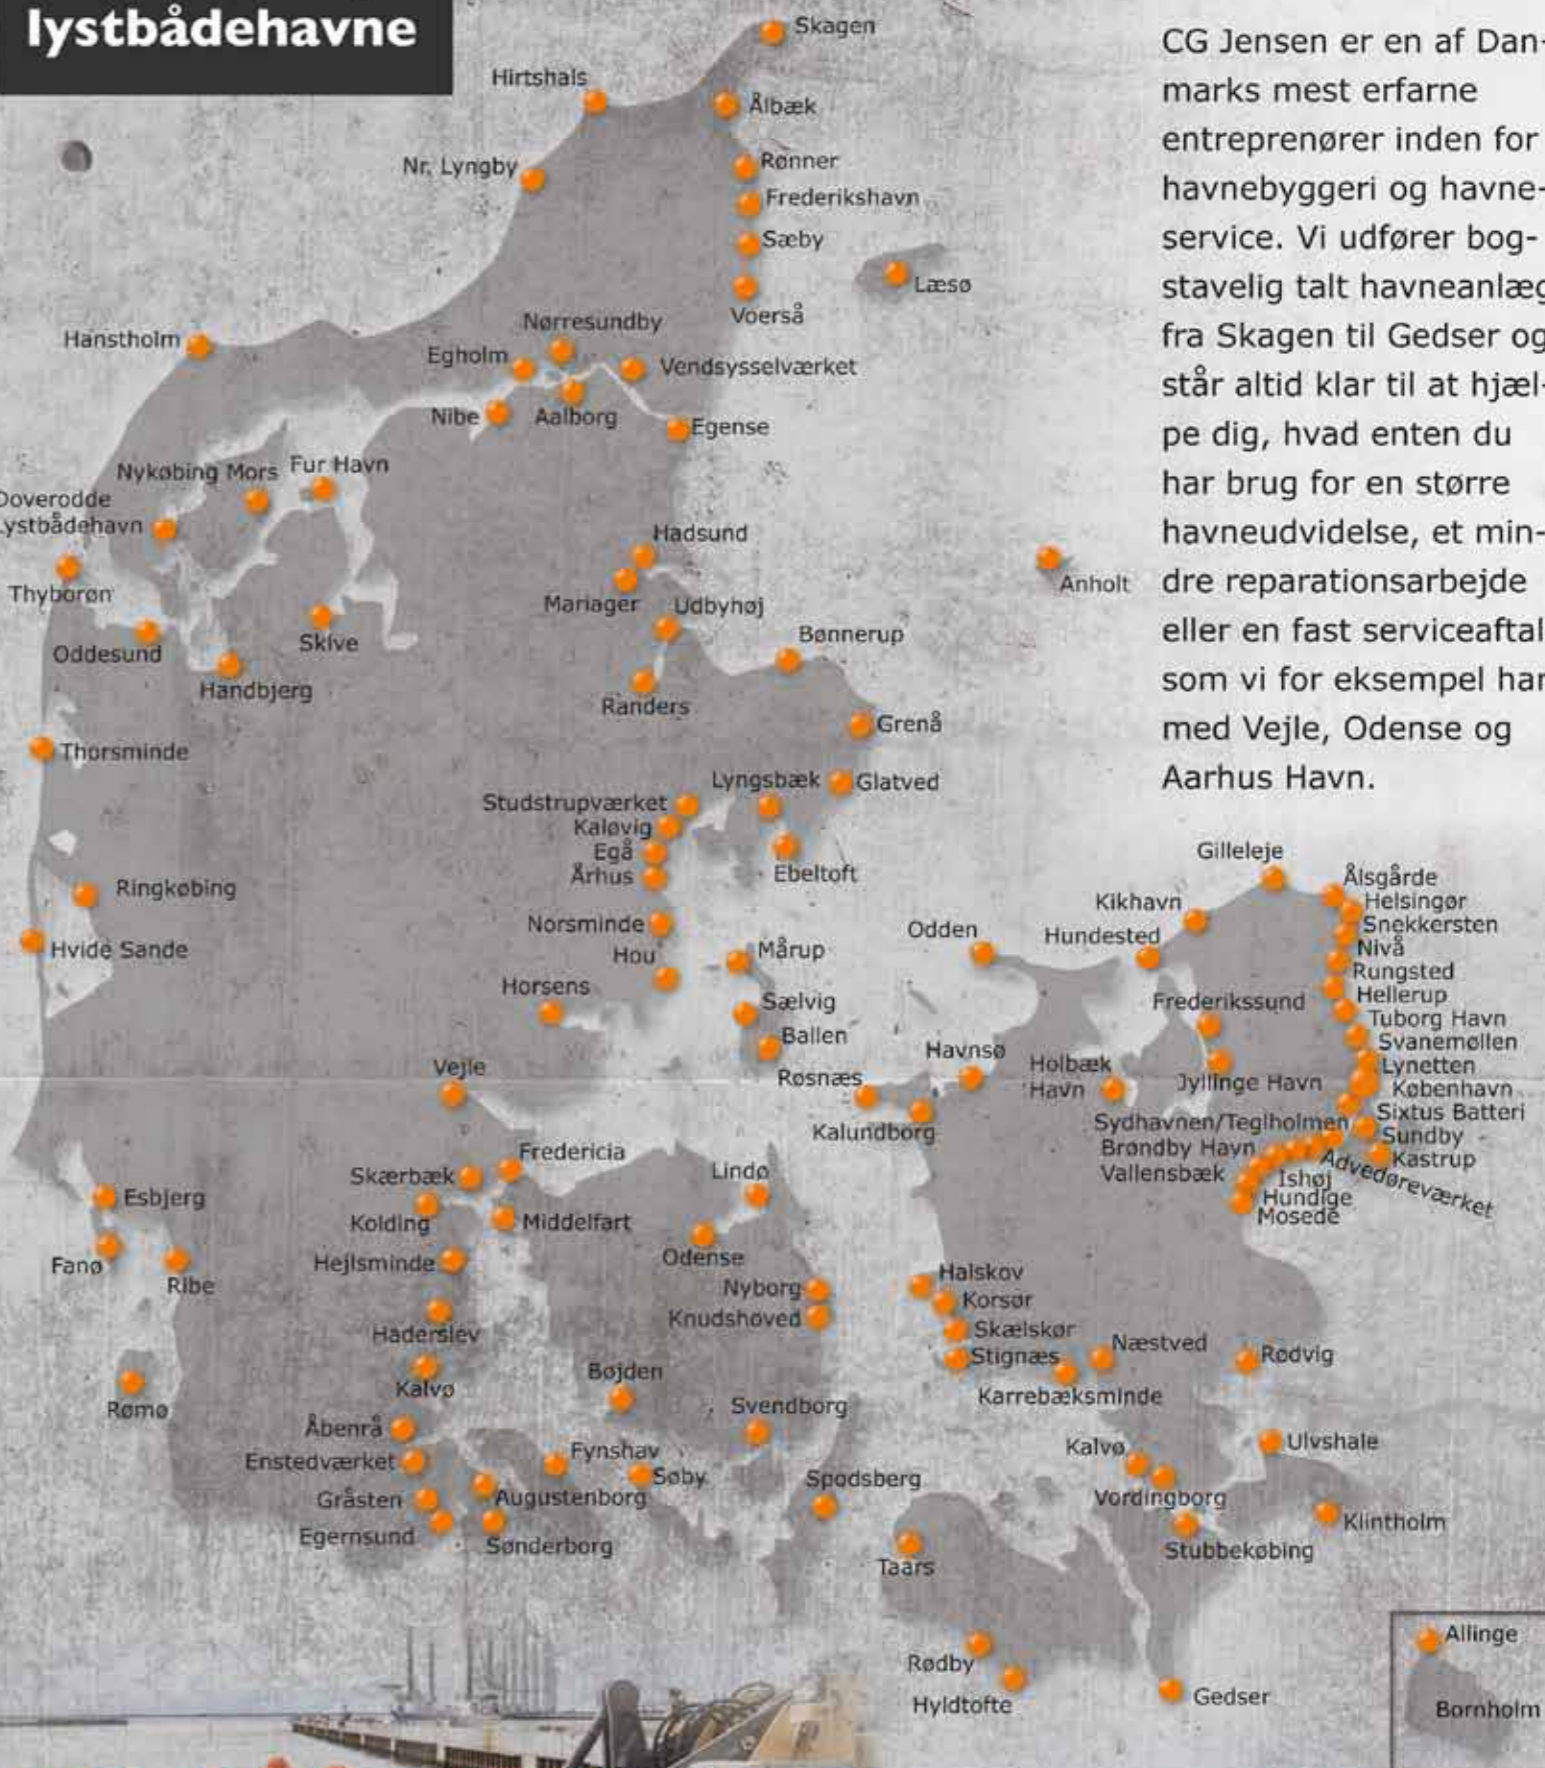 lystbådehavne
CG Jensen er en af Dan-
marks mest erfarne
entreprenører inden for
havnebyggeri og havne-
service. Vi udfører bog-
stavelig talt havneanlæg
fra Skagen til Gedser og
står altid klar til at hjæl-
pe dig, hvad enten du
har brug for en større
havneudvidelse, et min-
dre reparationsarbejde
eller en fast serviceaftal
som vi for eksempel har
med Vejle, Odense og
Aarhus Havn.
Skagen
Hirtshals
Ålbæk
Nr. Lyngby
Rønner
Frederikshavn
Sæby
Læsø
Voerså
Hanstholm
Nørresundby
Egholm
Vendsysselværket
Nibe
Aalborg
Egense
Nykøbing Mors
Fur Havn
Doverodde
Lystbådehavn
Thyborøn
Hadsund
Mariager
Udbyhøj
Anholt
Oddesund
Skive
Handbjerg
Bønnerup
Randers
Grenå
Thorsminde
Lyngsbæk
Glatved
Studstrupværket
Kaløvig
Egå
Århus
Ebeltoft
Ringkøbing
Norsminde
Hvide Sande
Hou
Mårup
Horsens
Sælvig
Ballen
Gilleleje
Ålsgårde
Kikhavn
Helsingør
Odden
Hundested
Snekkersten
Nivå
Rungsted
Hellerup
Frederikssund
Tuborg Havn
Svanemøllen
Havnsø
Holbæk
Havn
Jyllinge Havn
Lynetten
København
Vejle
Røsnæs
Kalundborg
Sixtus Batteri
Sydhavnen/Teglholmen
Sundby
Brøndby Havn
Kastrup
Vallensbæk
Advedøreværket
Ishøj
Hundige
Mosede
Fredericia
Skærbæk
Lindø
Kolding
Middelfart
Esbjerg
Fanø
Ribe
Hejlsminde
Odense
Nyborg
Knudshoved
Halskov
Korsør
Skælskør
Stignæs
Næstved
Karrebæksminde
Rødvig
Haderslev
Kalvø
Rømø
Bøjden
Svendborg
Åbenrå
Enstedværket
Fynshav
Søby
Gråsten
Augustenborg
Egernsund
Sønderborg
Spodsberg
Kalvø
Ulvshale
Vordingborg
Klintholm
Stubbekøbing
Taars
Rødby
Hyldtofte
Gedser
Allinge
Bornholm